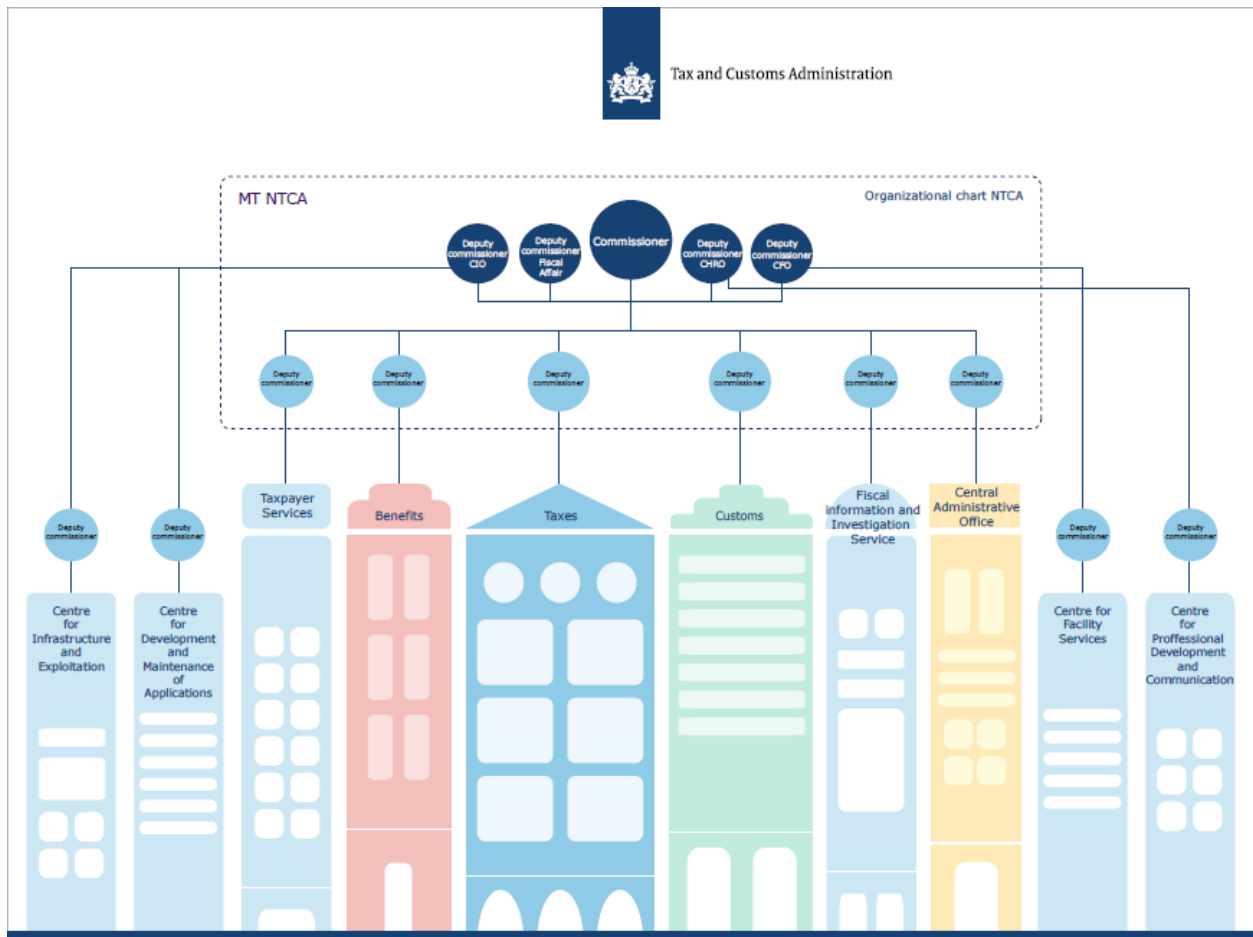 Tax and Customs Administration
MT NTCA
Organizational chart NTCA
Deputy
commissioner
CIO
Deputy
commissioner
Fiscal
Affair
Commissioner
Deputy
commissioner
CHRO
Deputy
commissioner
CFO
Deputy
commissioner
Deputy
commissioner
Deputy
commissioner
Deputy
commissioner
Deputy
commissioner
Deputy
commissioner
Taxpayer
Services
Benefits
Taxes
Customs
Fiscal
information and
Investigation
Service
Central
Administrative
Office
Deputy
commissioner
Deputy
commissioner
Deputy
commissioner
Deputy
commissioner
Centre
for
Infrastructure
and
Exploitation
Centre
for
Development
and
Maintenance
of
Applications
Centre for
Facility
Services
Centre
for
Proffessional
Development
and
Communication